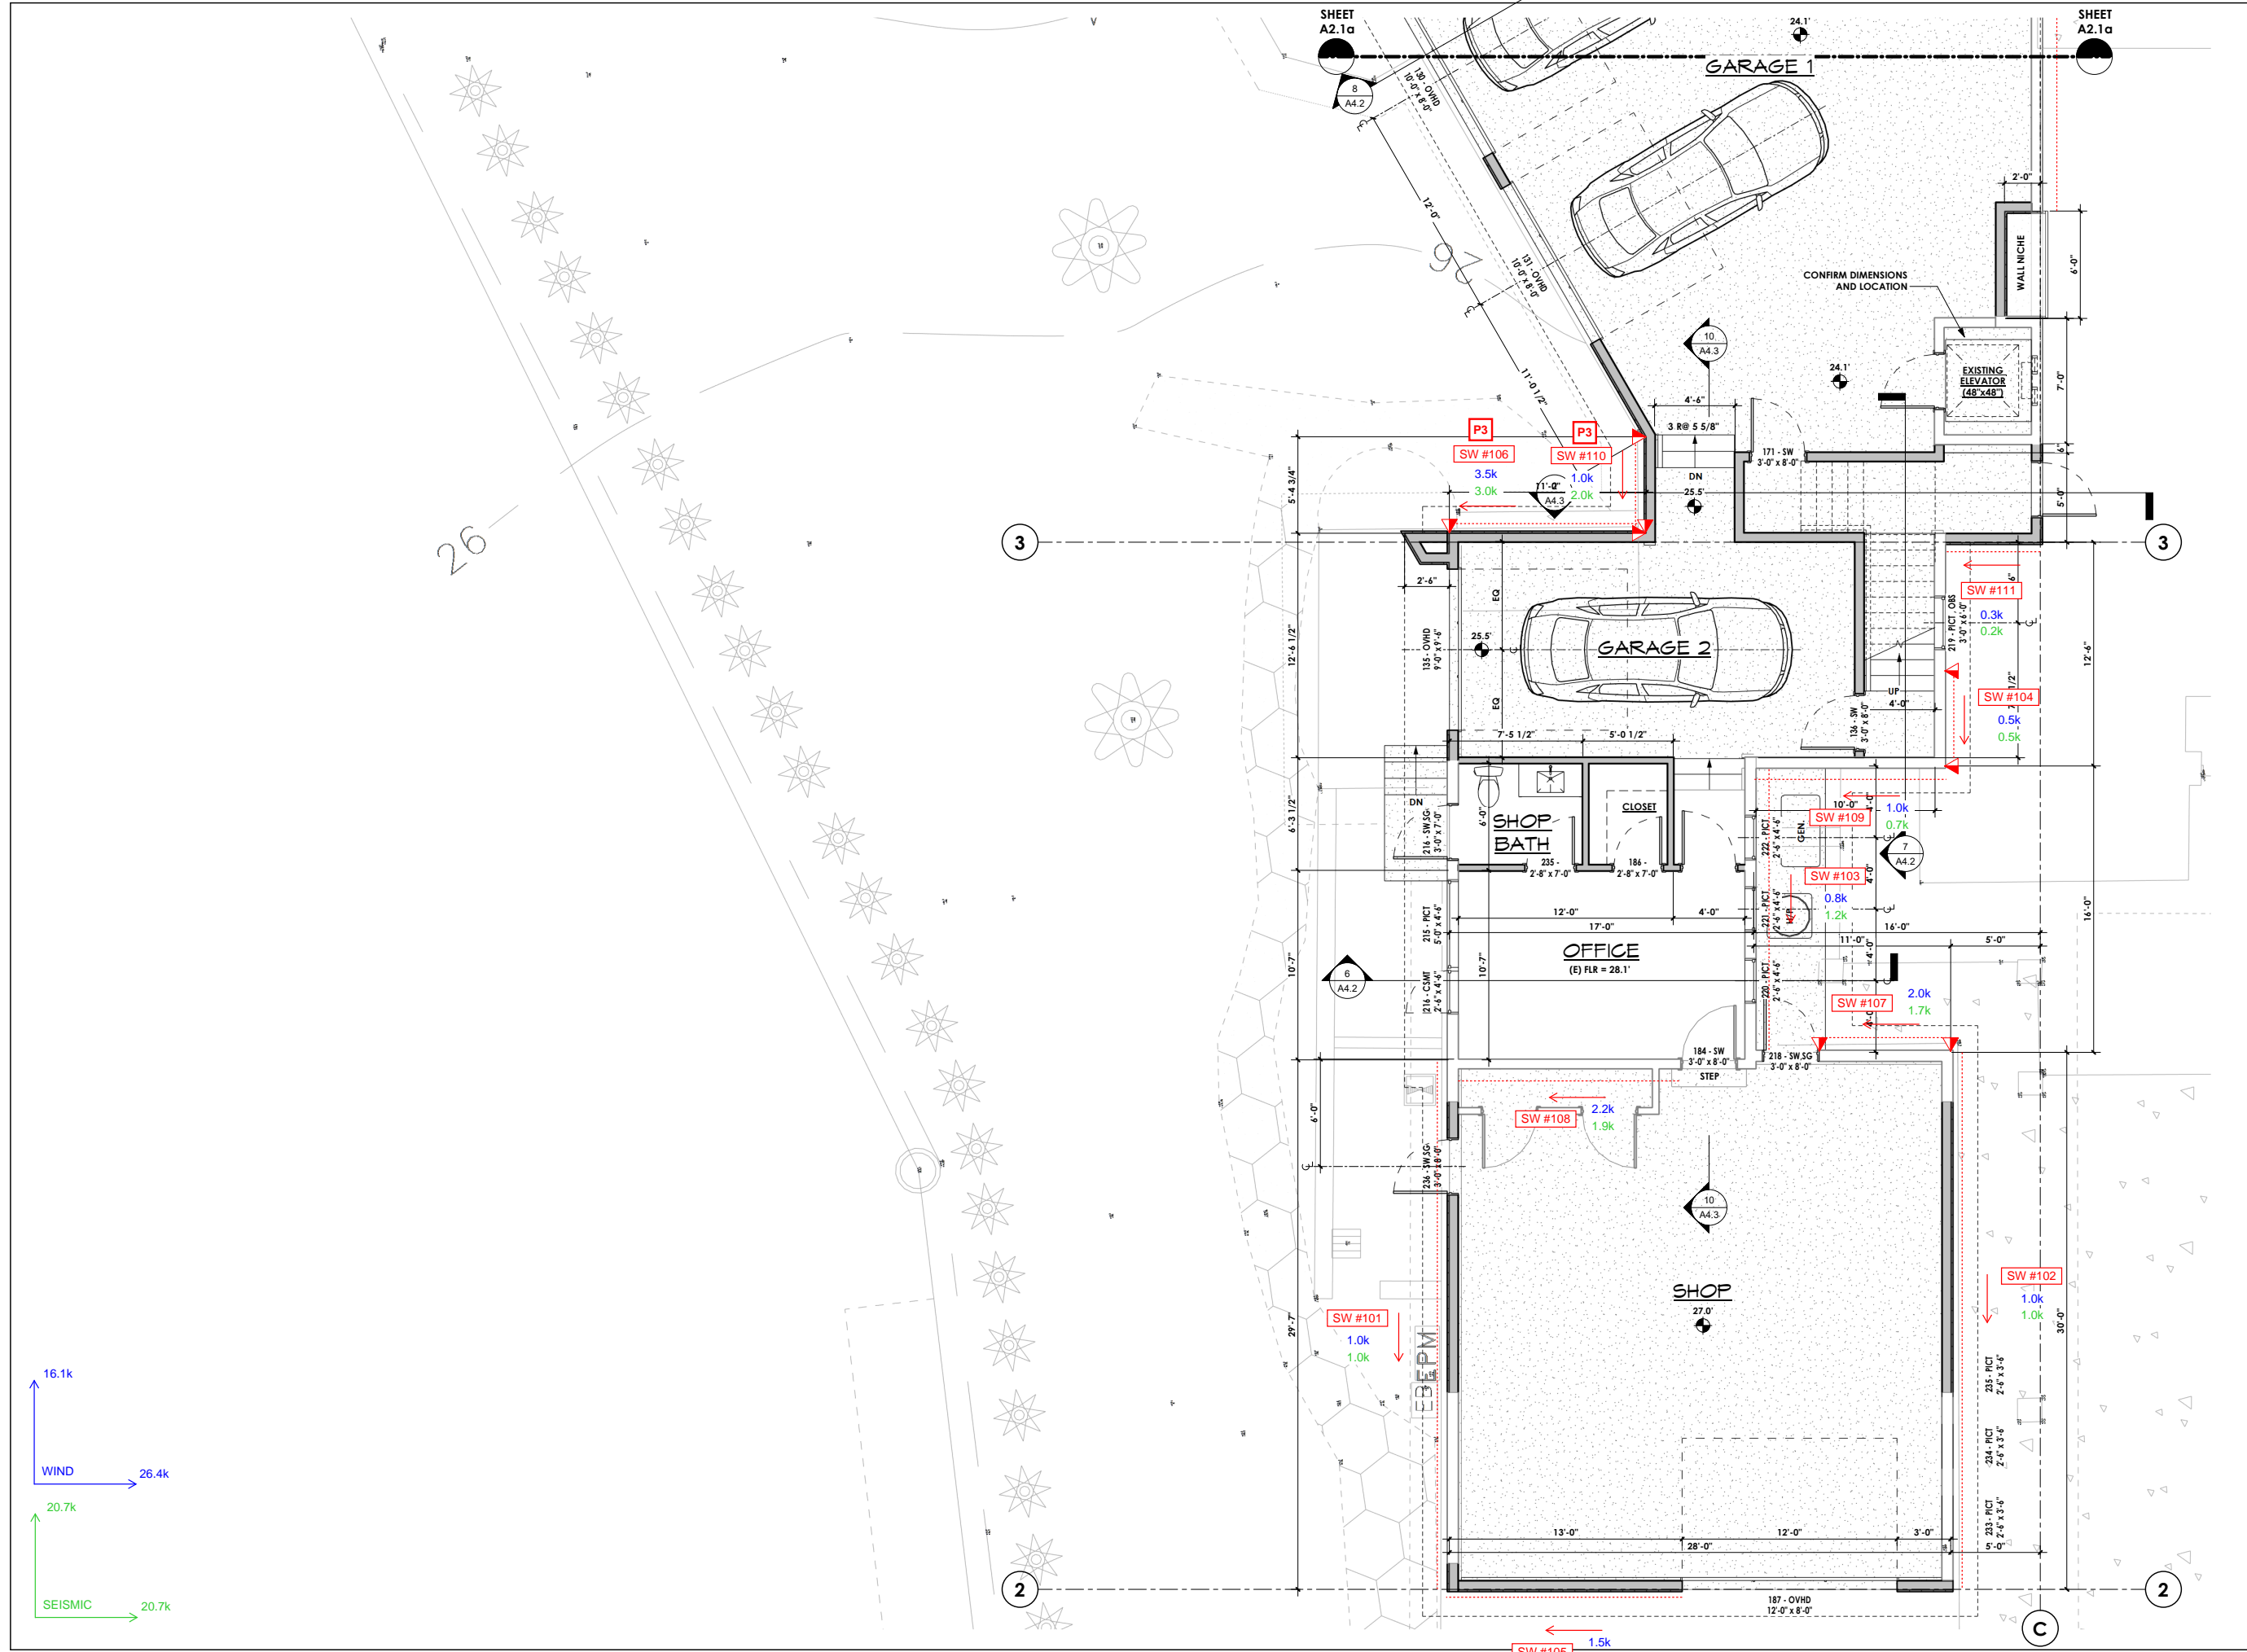 SHEET
A2.1a
SHEET
A2.1a
24.1'
GARAGE 1
8
A4.2
130 - OVHD
10'-0" x 8'-0"
12'-0"
131 - OVHD
10'-0" x 8'-0"
26
2'-0"
WALL NICHE
6'-0"
CONFIRM DIMENSIONS
AND LOCATION
10
A4.3
24.1'
EXISTING
ELEVATOR
(48"x48")
7'-0"
11'-0 1/2"
4'-6"
3 R@ 5 5/8"
P3
P3
SW #106
SW #110
3.5k
1.0k
3.0k
2.0k
11'-0"
A4.3
5'-4 3/4"
DN
25.5'
171 - SW
3'-0" x 8'-0"
6"
5'-0"
26
3
3
2'-6"
EQ
SW #111
0.3k
0.2k
219 - PICT, OBS
3'-0" x 6'-0"
12'-6 1/2"
135 - OVHD
9'-0" x 9'-6"
25.5'
GARAGE 2
12'-6"
EQ
UP
4'-0"
136 - SW
3'-0" x 8'-0"
SW #104
0.5k
0.5k
7'-5 1/2"
5'-0 1/2"
DN
6'-3 1/2"
216 - SW,SG
3'-0" x 7'-0"
6'-0"
SHOP
BATH
CLOSET
235 -
2'-8" x 7'-0"
186 -
2'-8" x 7'-0"
222 - PICT
2'-6" x 4'-6"
GEN.
10'-0"
4'-0"
1.0k
SW #109
0.7k
7
A4.2
SW #103
0.8k
1.2k
4'-0"
221 - PICT
2'-6" x 4'-6"
16'-0"
12'-0"
4'-0"
17'-0"
16'-0"
11'-0"
5'-0"
215 - PICT
5'-0" x 4'-6"
10'-7"
10'-7"
OFFICE
(E) FLR = 28.1'
4'-0"
6
A4.2
216 - CSMT
2'-6" x 4'-6"
220 - PICT
2'-6" x 4'-6"
SW #107
2.0k
1.7k
4'-0"
184 - SW
3'-0" x 8'-0"
STEP
218 - SW,SG
3'-0" x 8'-0"
6'-0"
SW #108
2.2k
1.9k
236 - SW,SG
3'-0" x 8'-0"
10
A4.3
SHOP
27.0'
SW #102
1.0k
1.0k
30'-0"
SW #101
1.0k
1.0k
29'-7"
235 - PICT
2'-6" x 3'-6"
234 - PICT
2'-6" x 3'-6"
233 - PICT
2'-6" x 3'-6"
16.1k
WIND
26.4k
20.7k
SEISMIC
20.7k
13'-0"
12'-0"
3'-0"
28'-0"
5'-0"
2
2
187 - OVHD
12'-0" x 8'-0"
C
1.5k
SW #105